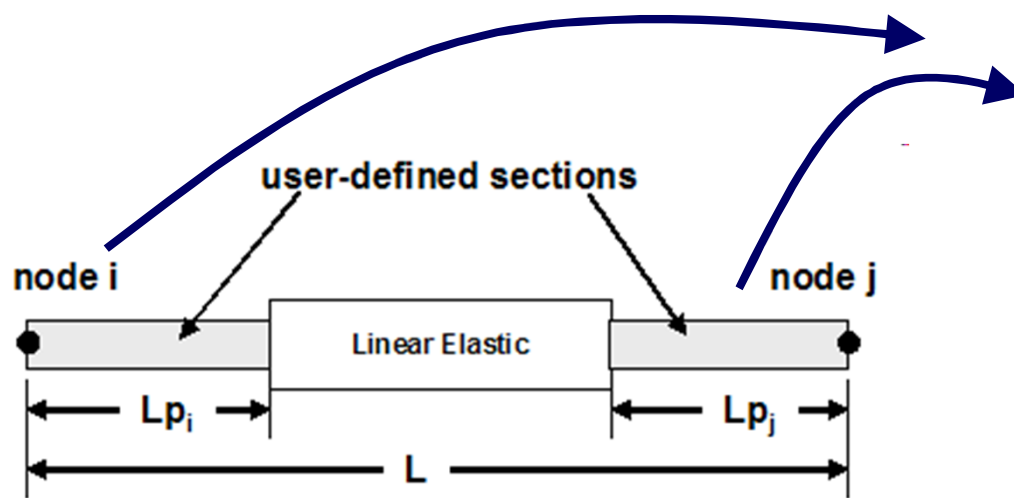 user-defined sections
node i
node j
Linear Elastic
Lpi
Lpj
L